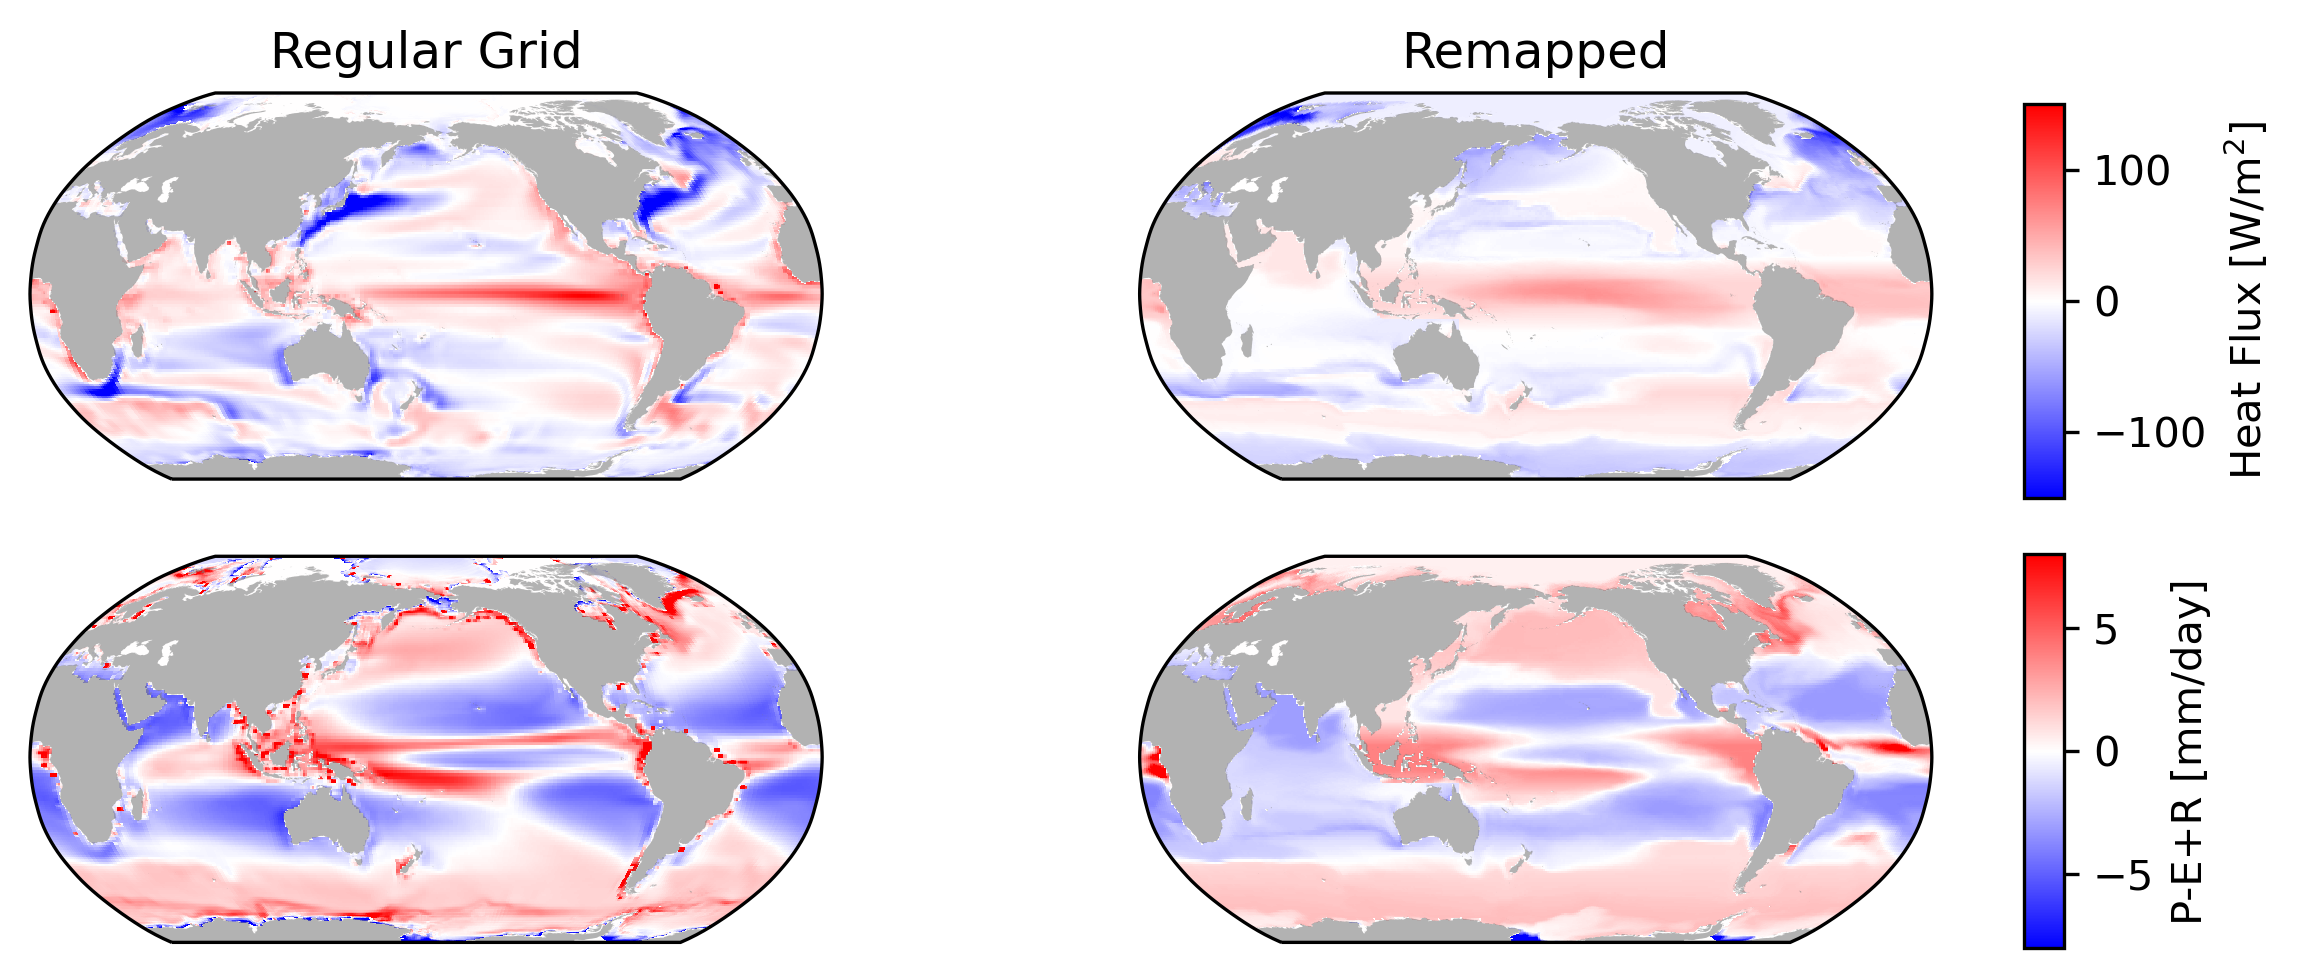 Regular Grid
Remapped
100
0
−100
Heat Flux [W/m²]
5
0
−5
P-E+R [mm/day]